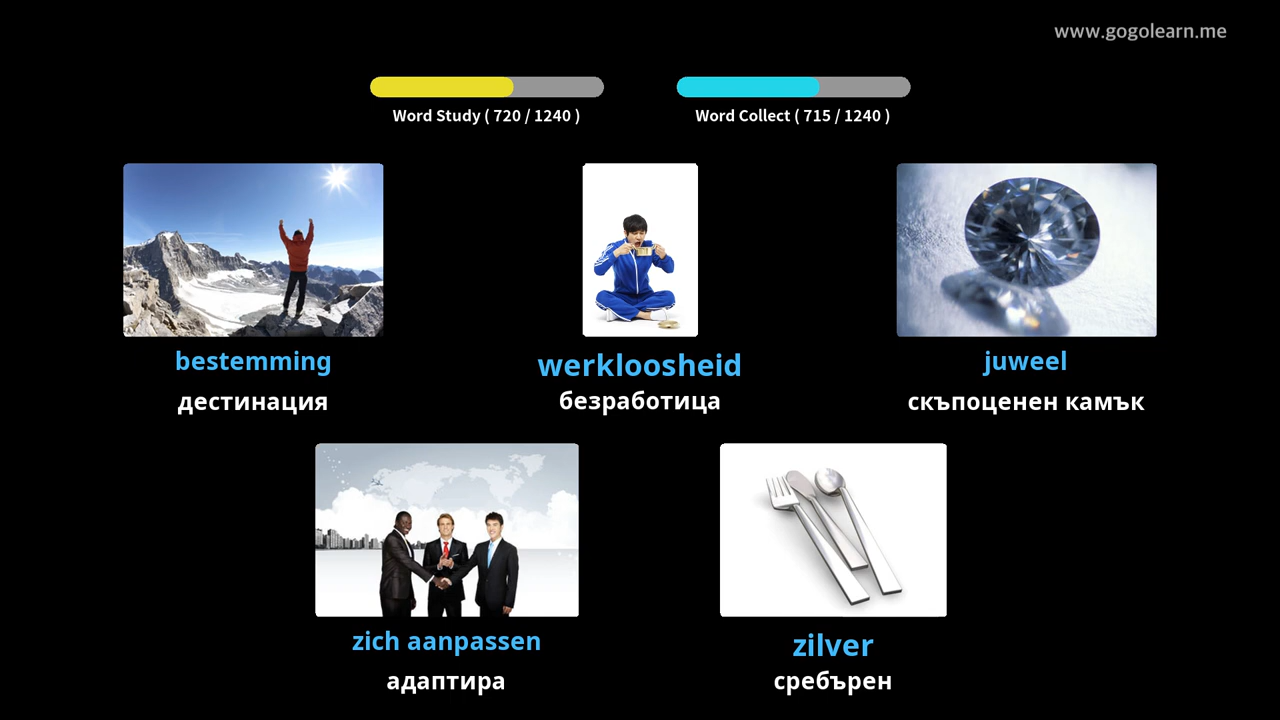 www.gogolearn.me
Word Study ( 720 / 1240 )
Word Collect ( 715 / 1240 )
bestemming
дестинация
werkloosheid
безработица
juweel
скъпоценен камък
zich aanpassen
адаптира
zilver
сребърен